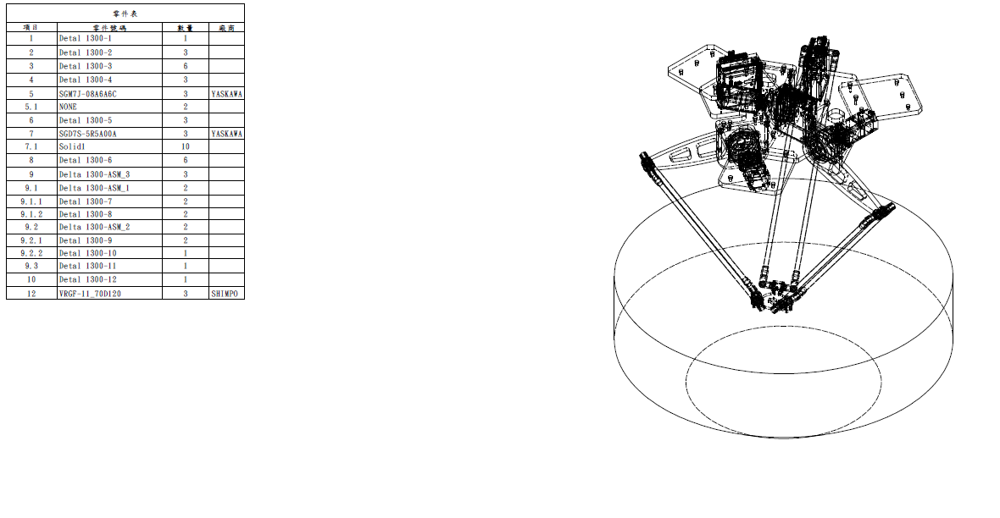 零件表
項目 零件號碼 數量 廠商
1 Detal 1300-1 1
2 Detal 1300-2 3
3 Detal 1300-3 6
4 Detal 1300-4 3
5 SGM7J-08A6A6C 3 YASKAWA
5.1 NONE 2
6 Detal 1300-5 3
7 SGD7S-5R5A00A 3 YASKAWA
7.1 Solid1 10
8 Detal 1300-6 6
9 Delta 1300-ASM_3 3
9.1 Delta 1300-ASM_1 2
9.1.1 Detal 1300-7 2
9.1.2 Detal 1300-8 2
9.2 Delta 1300-ASM_2 2
9.2.1 Detal 1300-9 2
9.2.2 Detal 1300-10 1
9.3 Detal 1300-11 1
10 Detal 1300-12 1
12 VRGF-11_70D120 3 SHIMPO